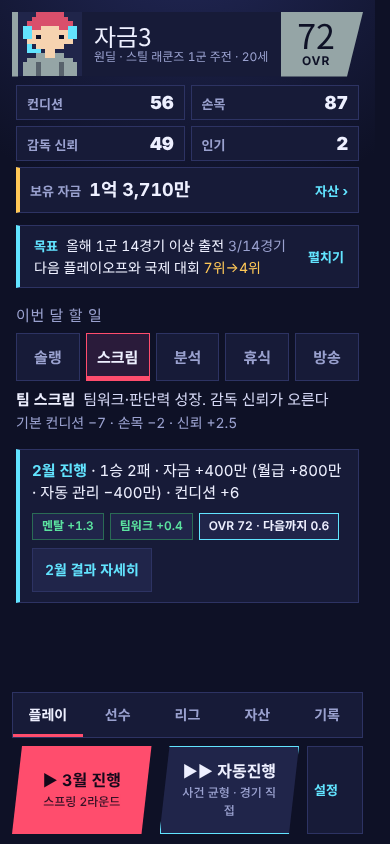 자금3
원딜 · 스틸 래쿤즈 1군 주전 · 20세
72
OVR
컨디션 56
손목 87
감독 신뢰 49
인기 2
보유 자금 1억 3,710만
자산 ›
목표 올해 1군 14경기 이상 출전 3/14경기
다음 플레이오프와 국제 대회 7위→4위
펼치기
이번 달 할 일
솔랭
스크림
분석
휴식
방송
팀 스크림 팀워크·판단력 성장. 감독 신뢰가 오른다
기본 컨디션 −7 · 손목 −2 · 신뢰 +2.5
2월 진행 · 1승 2패 · 자금 +400만 (월급 +800만
· 자동 관리 −400만) · 컨디션 +6
멘탈 +1.3
팀워크 +0.4
OVR 72 · 다음까지 0.6
2월 결과 자세히
플레이
선수
리그
자산
기록
▶ 3월 진행
스프링 2라운드
▶▶ 자동진행
사건 균형 · 경기 직
접
설정